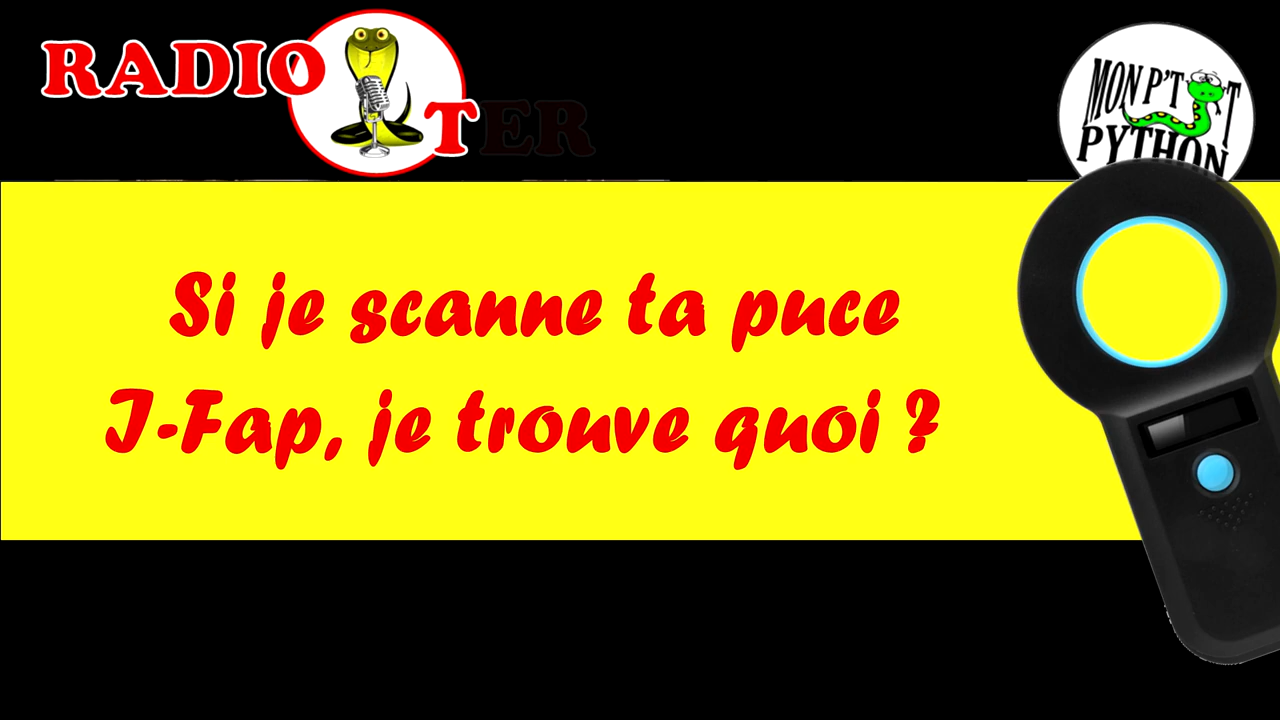 RADIO
TER
MON P'TIT
PYTHON
Si je scanne ta puce
I-Fap, je trouve quoi ?